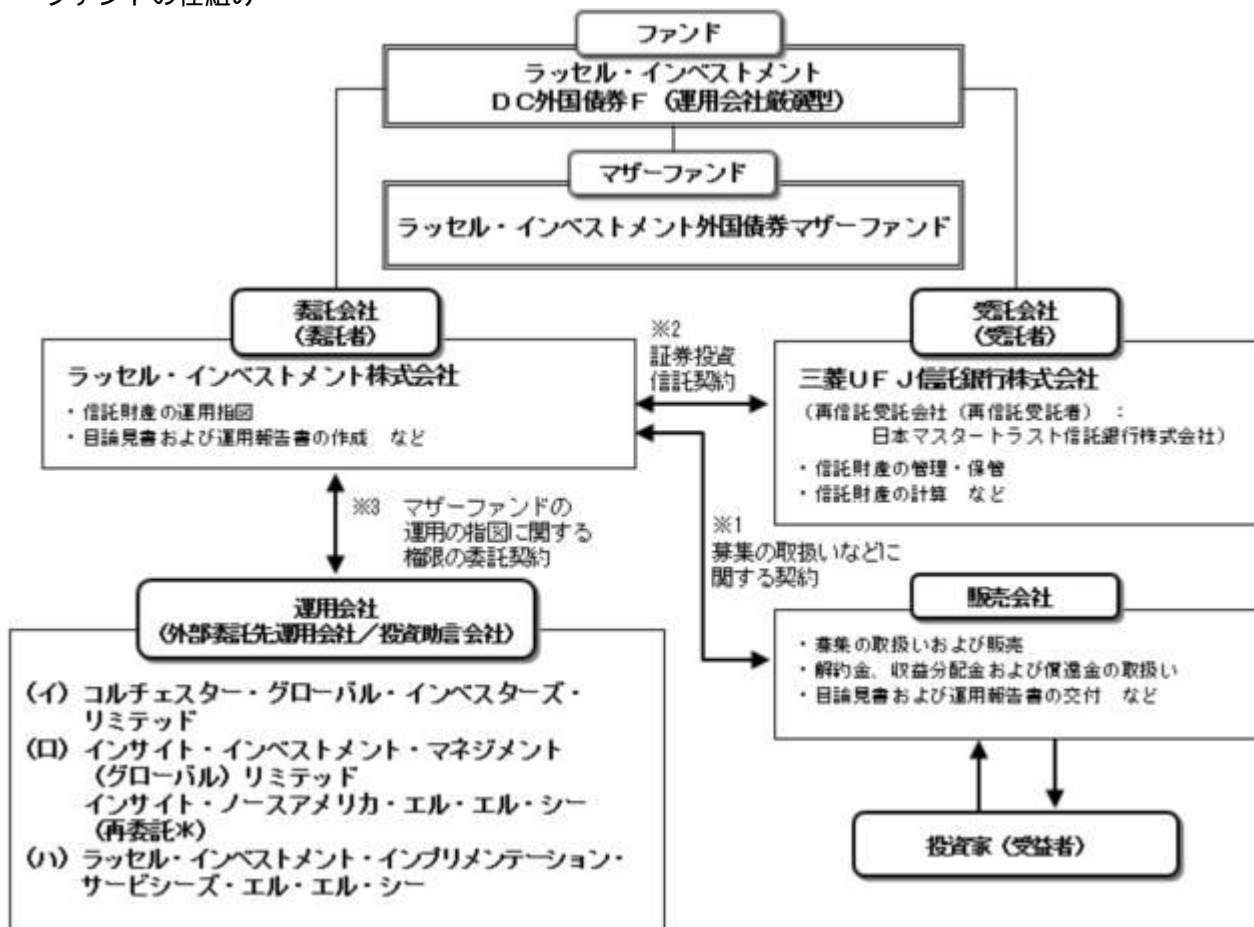 ファンドの仕組み
ファンド
ラッセル・インベストメント
DC外国債券F（運用会社厳選型）
マザーファンド
ラッセル・インベストメント外国債券マザーファンド
委託会社
（委託者）
ラッセル・インベストメント株式会社
・信託財産の運用指図
・目論見書および運用報告書の作成 など
※2
証券投資
信託契約
受託会社
（受託者）
三菱UFJ信託銀行株式会社
（再信託受託会社（再信託受託者）：
日本マスタートラスト信託銀行株式会社）
・信託財産の管理・保管
・信託財産の計算 など
※3 マザーファンドの
運用の指図に関する
権限の委託契約
※1
募集の取扱いなどに
関する契約
運用会社
（外部委託先運用会社／投資助言会社）
（イ）コルチェスター・グローバル・インベスターズ・
リミテッド
（ロ）インサイト・インベストメント・マネジメント
（グローバル）リミテッド
インサイト・ノースアメリカ・エル・エル・シー
（再委託＊）
（ハ）ラッセル・インベストメント・インプリメンテーション・
サービシーズ・エル・エル・シー
販売会社
・募集の取扱いおよび販売
・解約金、収益分配金および償還金の取扱い
・目論見書および運用報告書の交付 など
投資家（受益者）